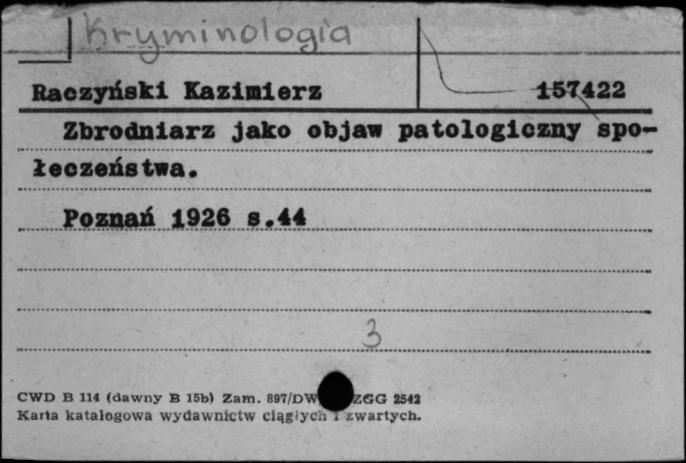 Kryminologia
Raczyński Kazimierz 157422
Zbrodniarz jako objaw patologiczny spo-
łeczeństwa.
Poznań 1926 s.44
3
CWD B 114 (dawny B 15b) Zam. 897/DW ZGG 2542
Karta katalogowa wydawnictw ciągłych i zwartych.